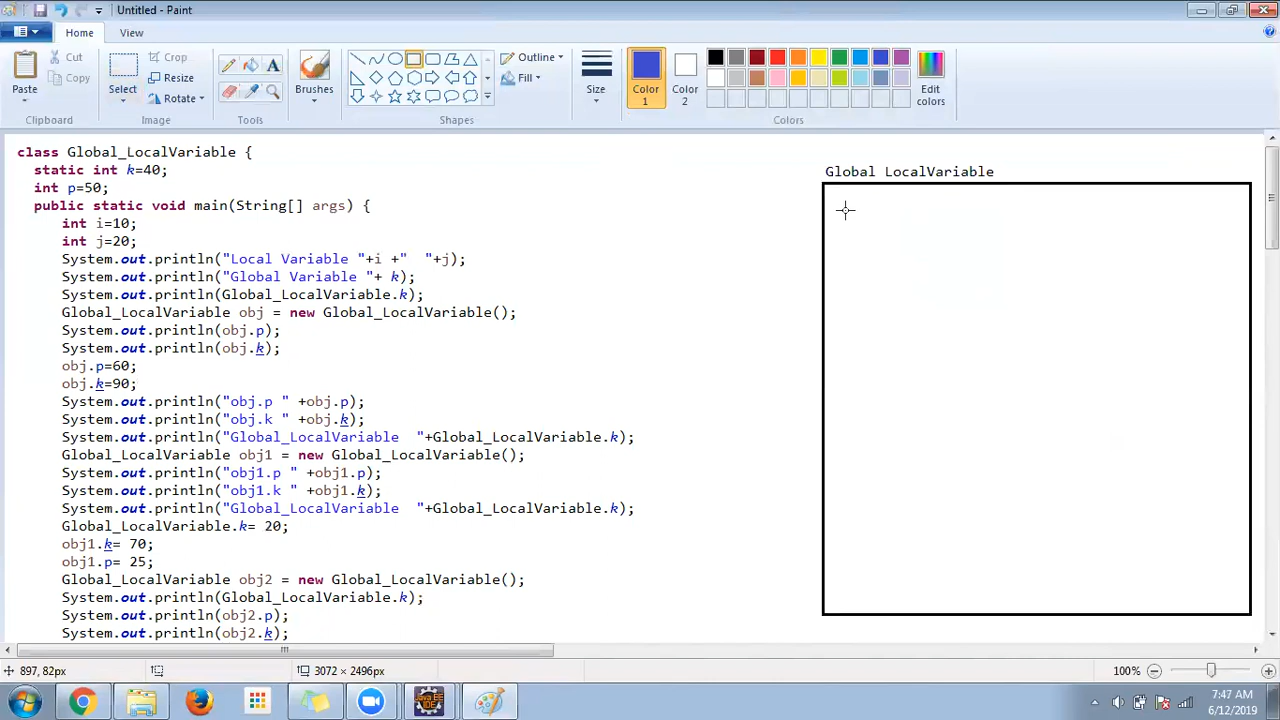 Untitled - Paint
Home
View
Paste
Cut
Copy
Clipboard
Select
Crop
Resize
Rotate
Image
Tools
Brushes
Shapes
Outline
Fill
Size
Color 1
Color 2
Edit colors
Colors
class Global_LocalVariable {
static int k=40;
int p=50;
public static void main(String[] args) {
int i=10;
int j=20;
System.out.println("Local Variable "+i +"  "+j);
System.out.println("Global Variable "+ k);
System.out.println(Global_LocalVariable.k);
Global_LocalVariable obj = new Global_LocalVariable();
System.out.println(obj.p);
System.out.println(obj.k);
obj.p=60;
obj.k=90;
System.out.println("obj.p " +obj.p);
System.out.println("obj.k " +obj.k);
System.out.println("Global_LocalVariable  "+Global_LocalVariable.k);
Global_LocalVariable obj1 = new Global_LocalVariable();
System.out.println("obj1.p " +obj1.p);
System.out.println("obj1.k " +obj1.k);
System.out.println("Global_LocalVariable  "+Global_LocalVariable.k);
Global_LocalVariable.k= 20;
obj1.k= 70;
obj1.p= 25;
Global_LocalVariable obj2 = new Global_LocalVariable();
System.out.println(Global_LocalVariable.k);
System.out.println(obj2.p);
System.out.println(obj2.k);
Global LocalVariable
897, 82px
3072 × 2496px
100%
Java EE
IDE
7:47 AM
6/12/2019